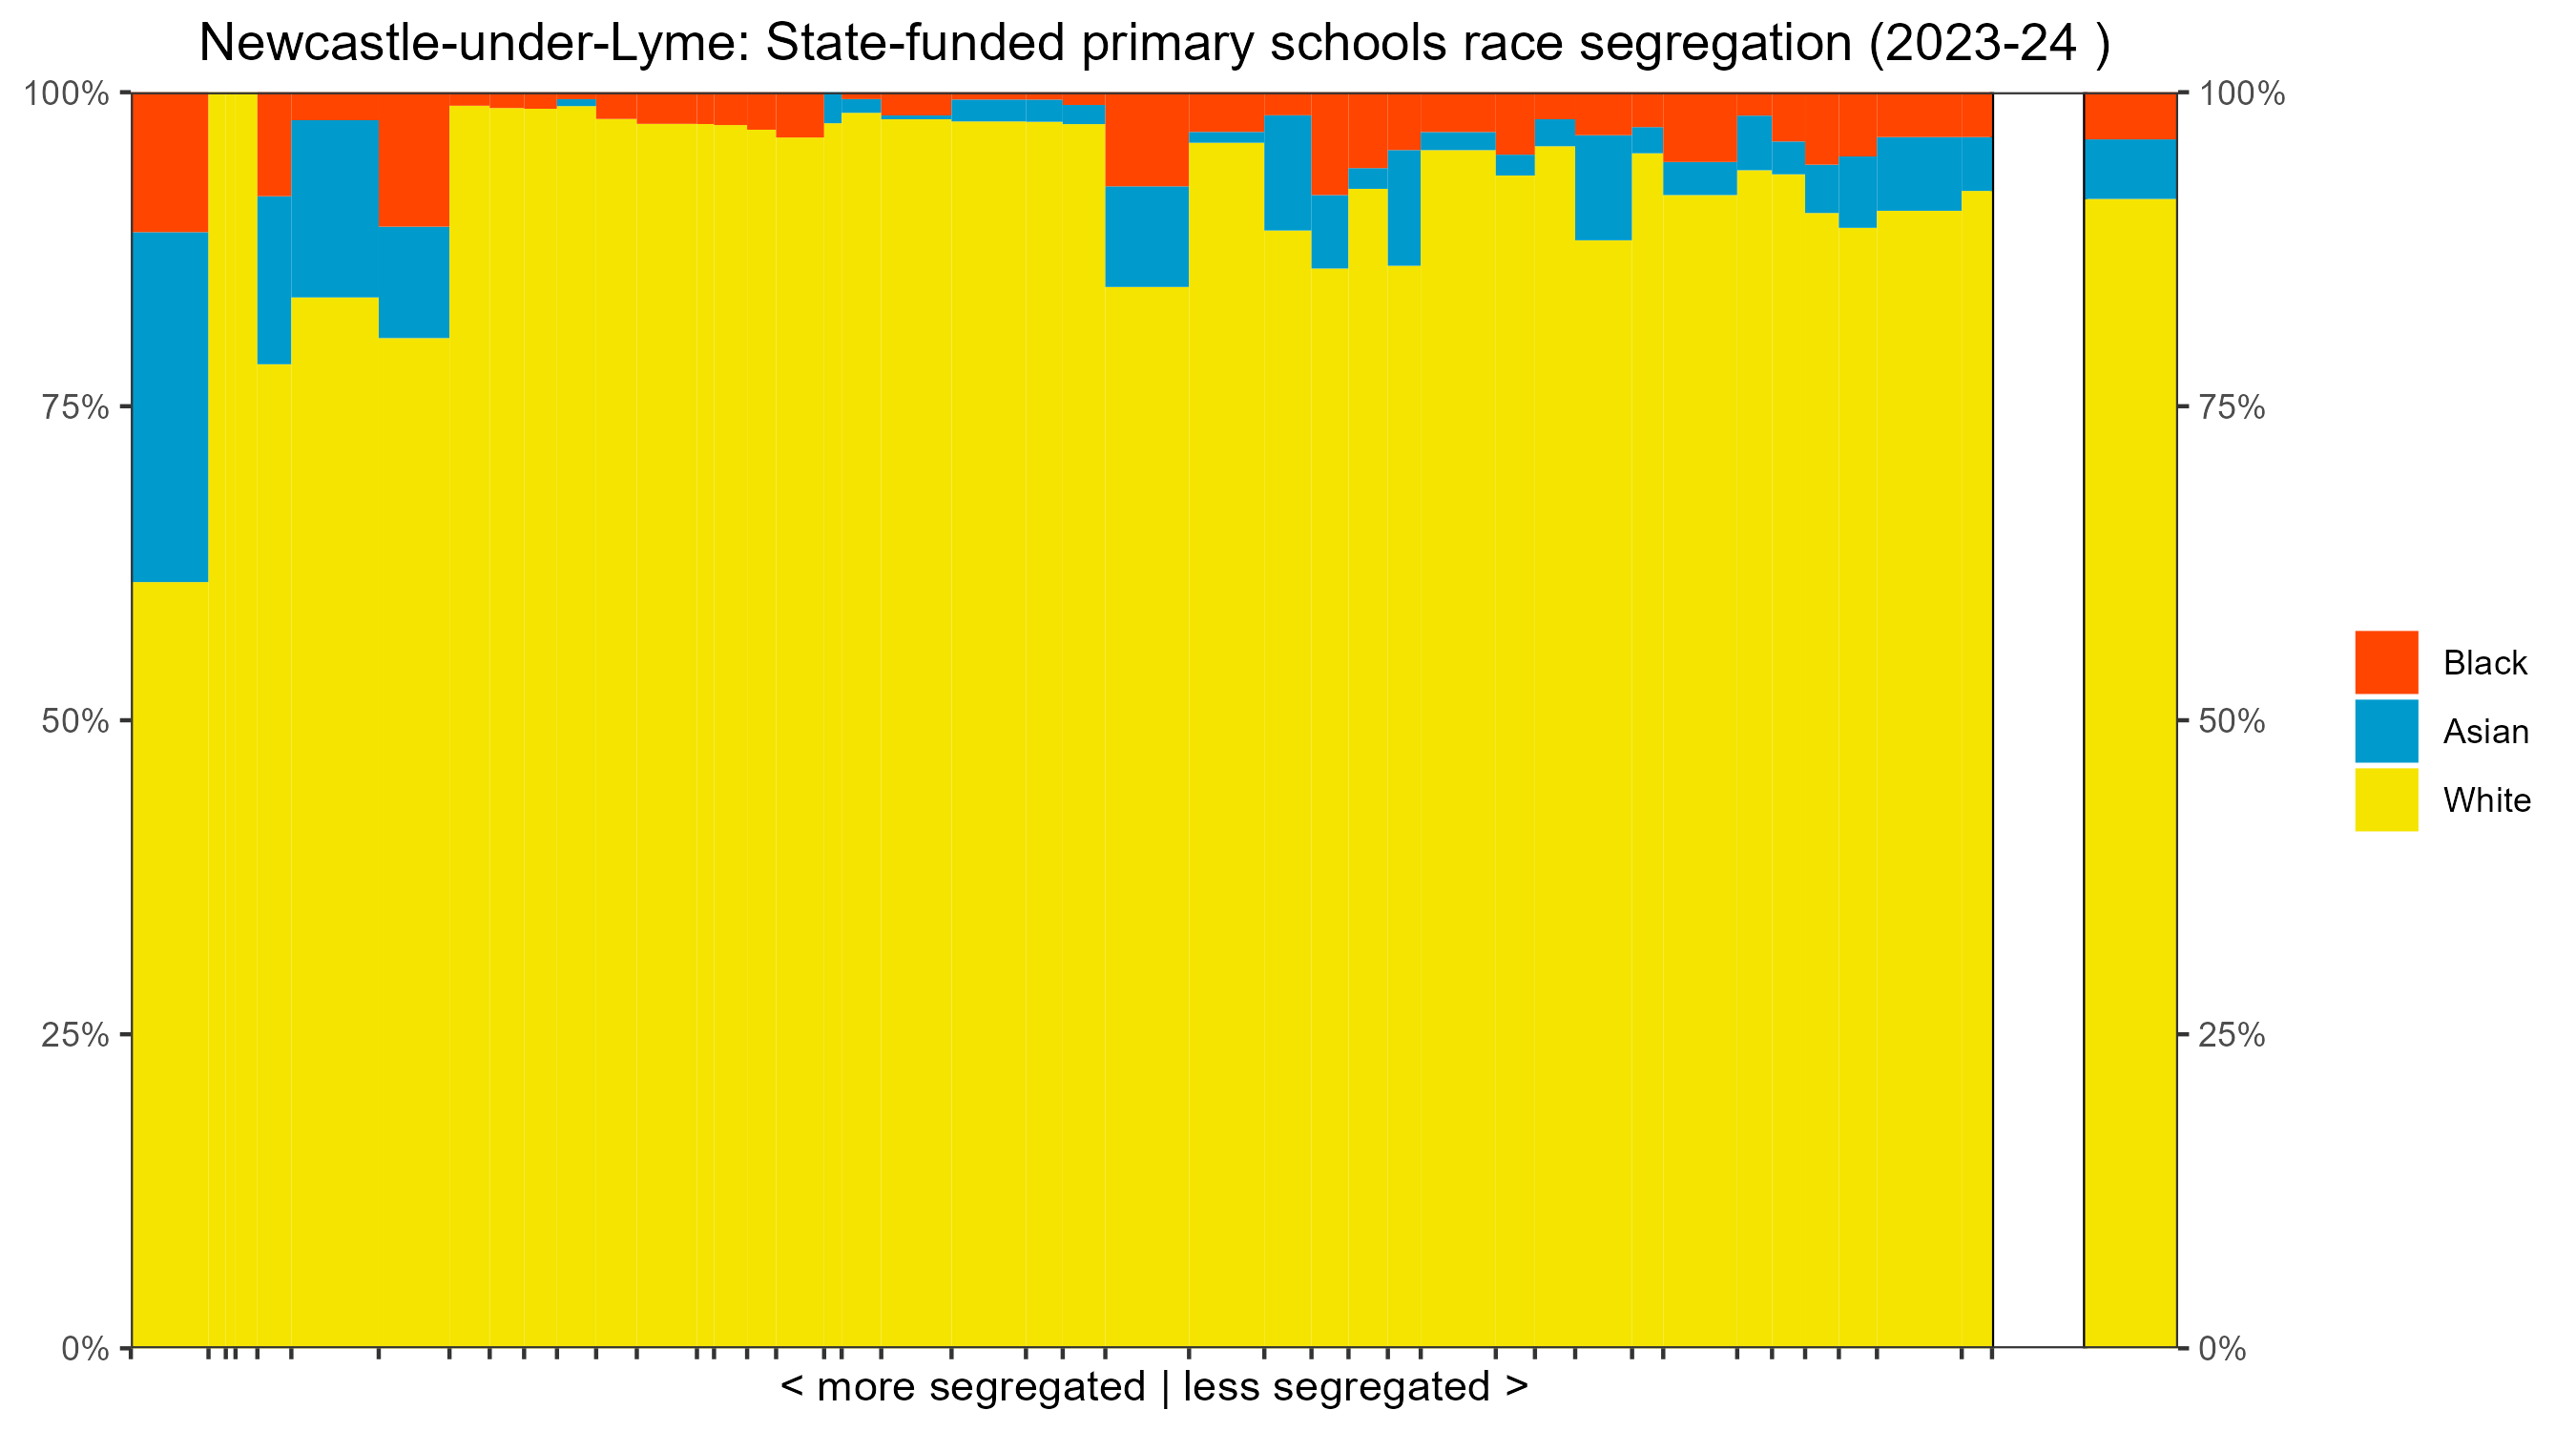 Newcastle-under-Lyme: State-funded primary schools race segregation (2023-24 )
100%
75%
50%
25%
0%
100%
75%
50%
25%
0%
Black
Asian
White
< more segregated | less segregated >